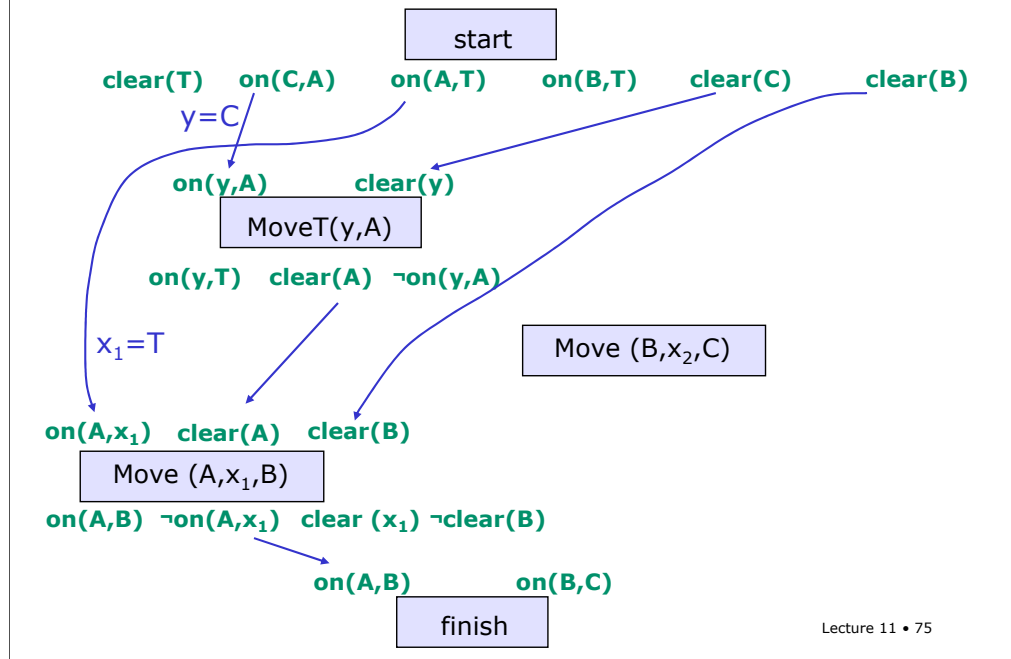 start
clear(T) on(C,A) on(A,T) on(B,T) clear(C) clear(B)
y=C
on(y,A) clear(y)
MoveT(y,A)
on(y,T) clear(A) ¬on(y,A)
x₁=T
Move (B,x₂,C)
on(A,x₁) clear(A) clear(B)
Move (A,x₁,B)
on(A,B) ¬on(A,x₁) clear (x₁) ¬clear(B)
on(A,B) on(B,C)
finish
Lecture 11 • 75